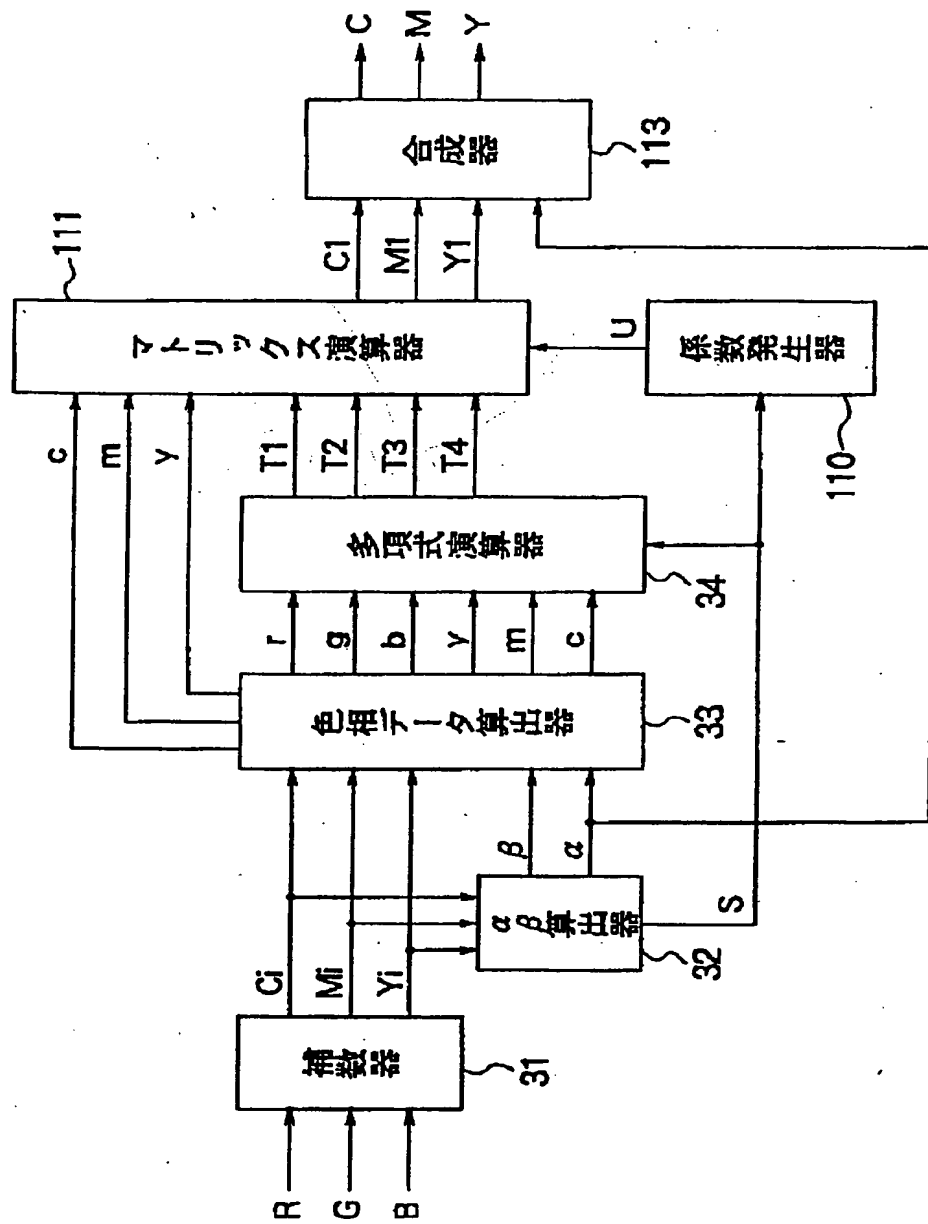 R
G
B
補数器
31
Ci
Mi
Yi
αβ算出器
32
β
α
S
色相データ算出器
33
c
m
y
r
g
b
y
m
c
多項式演算器
34
T1
T2
T3
T4
マトリックス演算器
111
U
係数発生器
110
C1
M1
Y1
合成器
113
C
M
Y